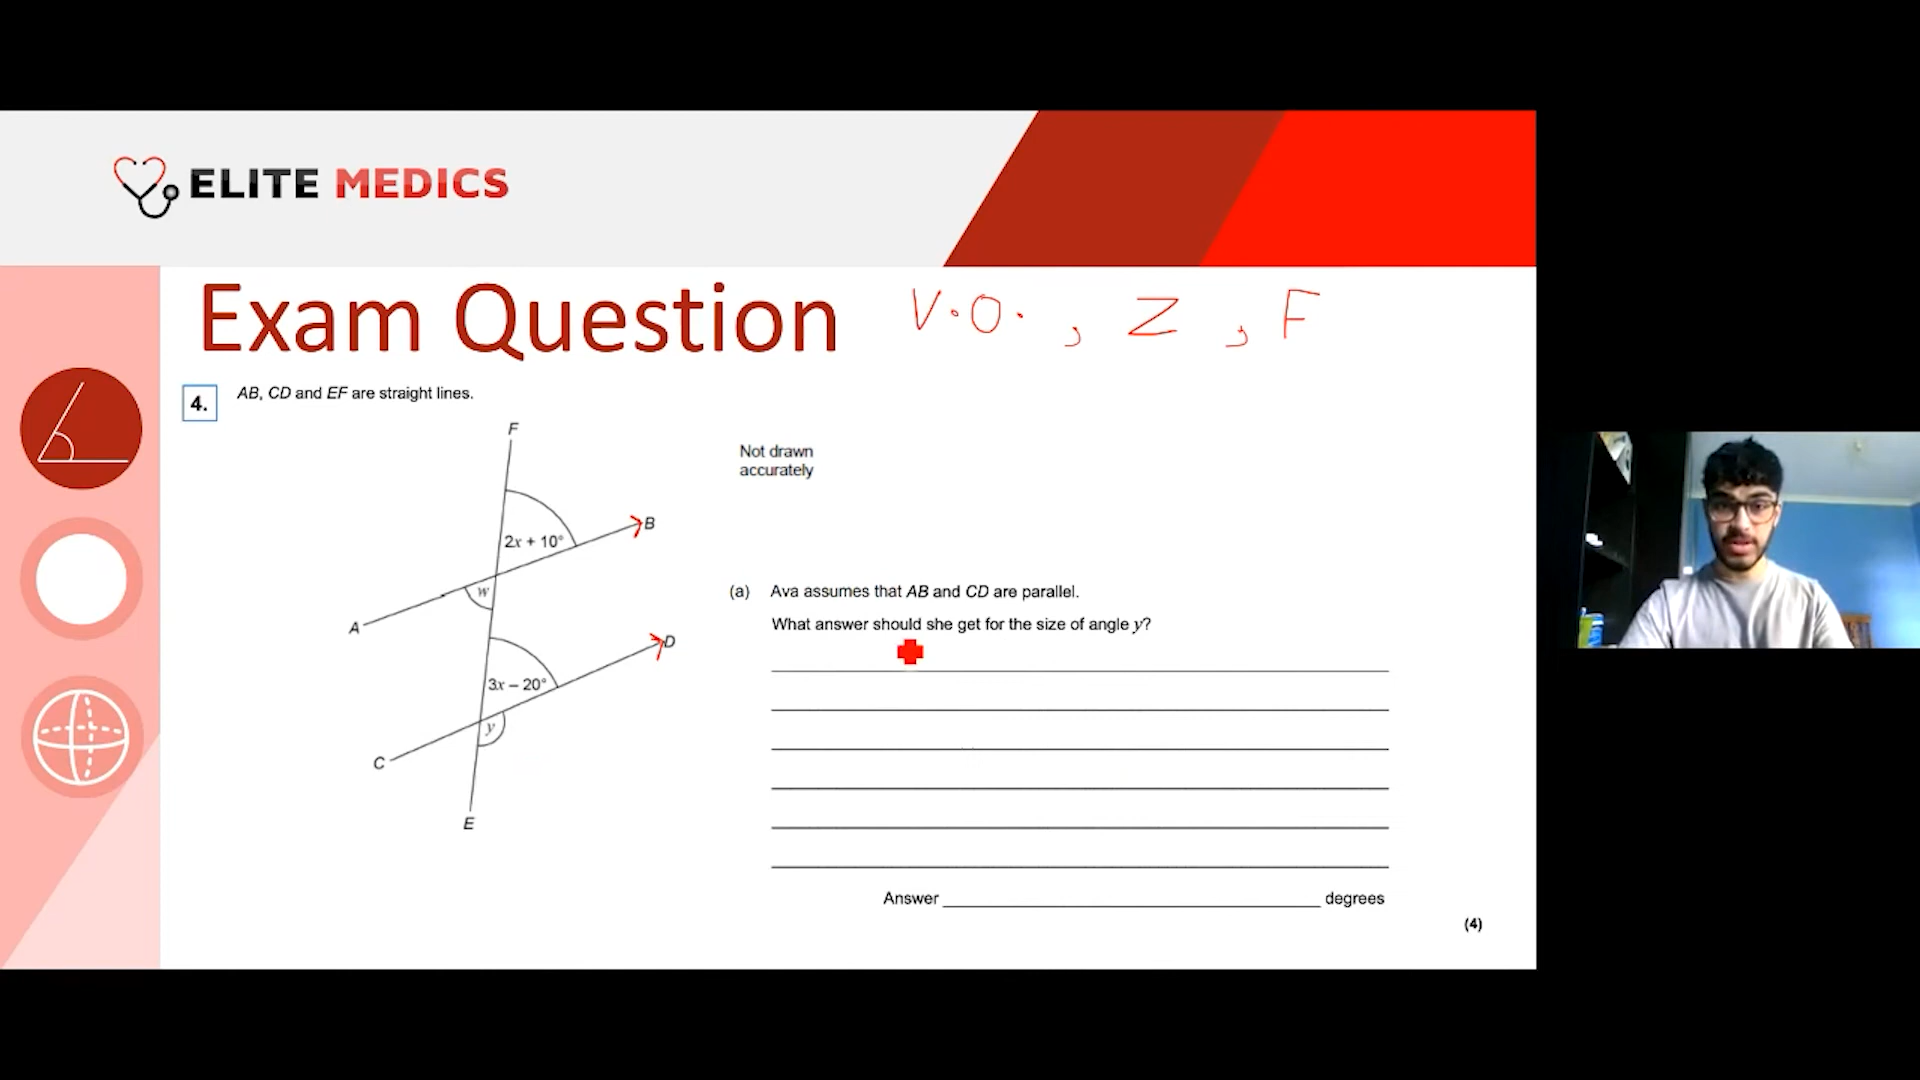 ELITE MEDICS
Exam Question V.O. , Z , F
4. AB, CD and EF are straight lines.
F
Not drawn
accurately
B
2x + 10°
w
A
(a) Ava assumes that AB and CD are parallel.
What answer should she get for the size of angle y?
D
3x – 20°
y
C
E
Answer degrees
(4)